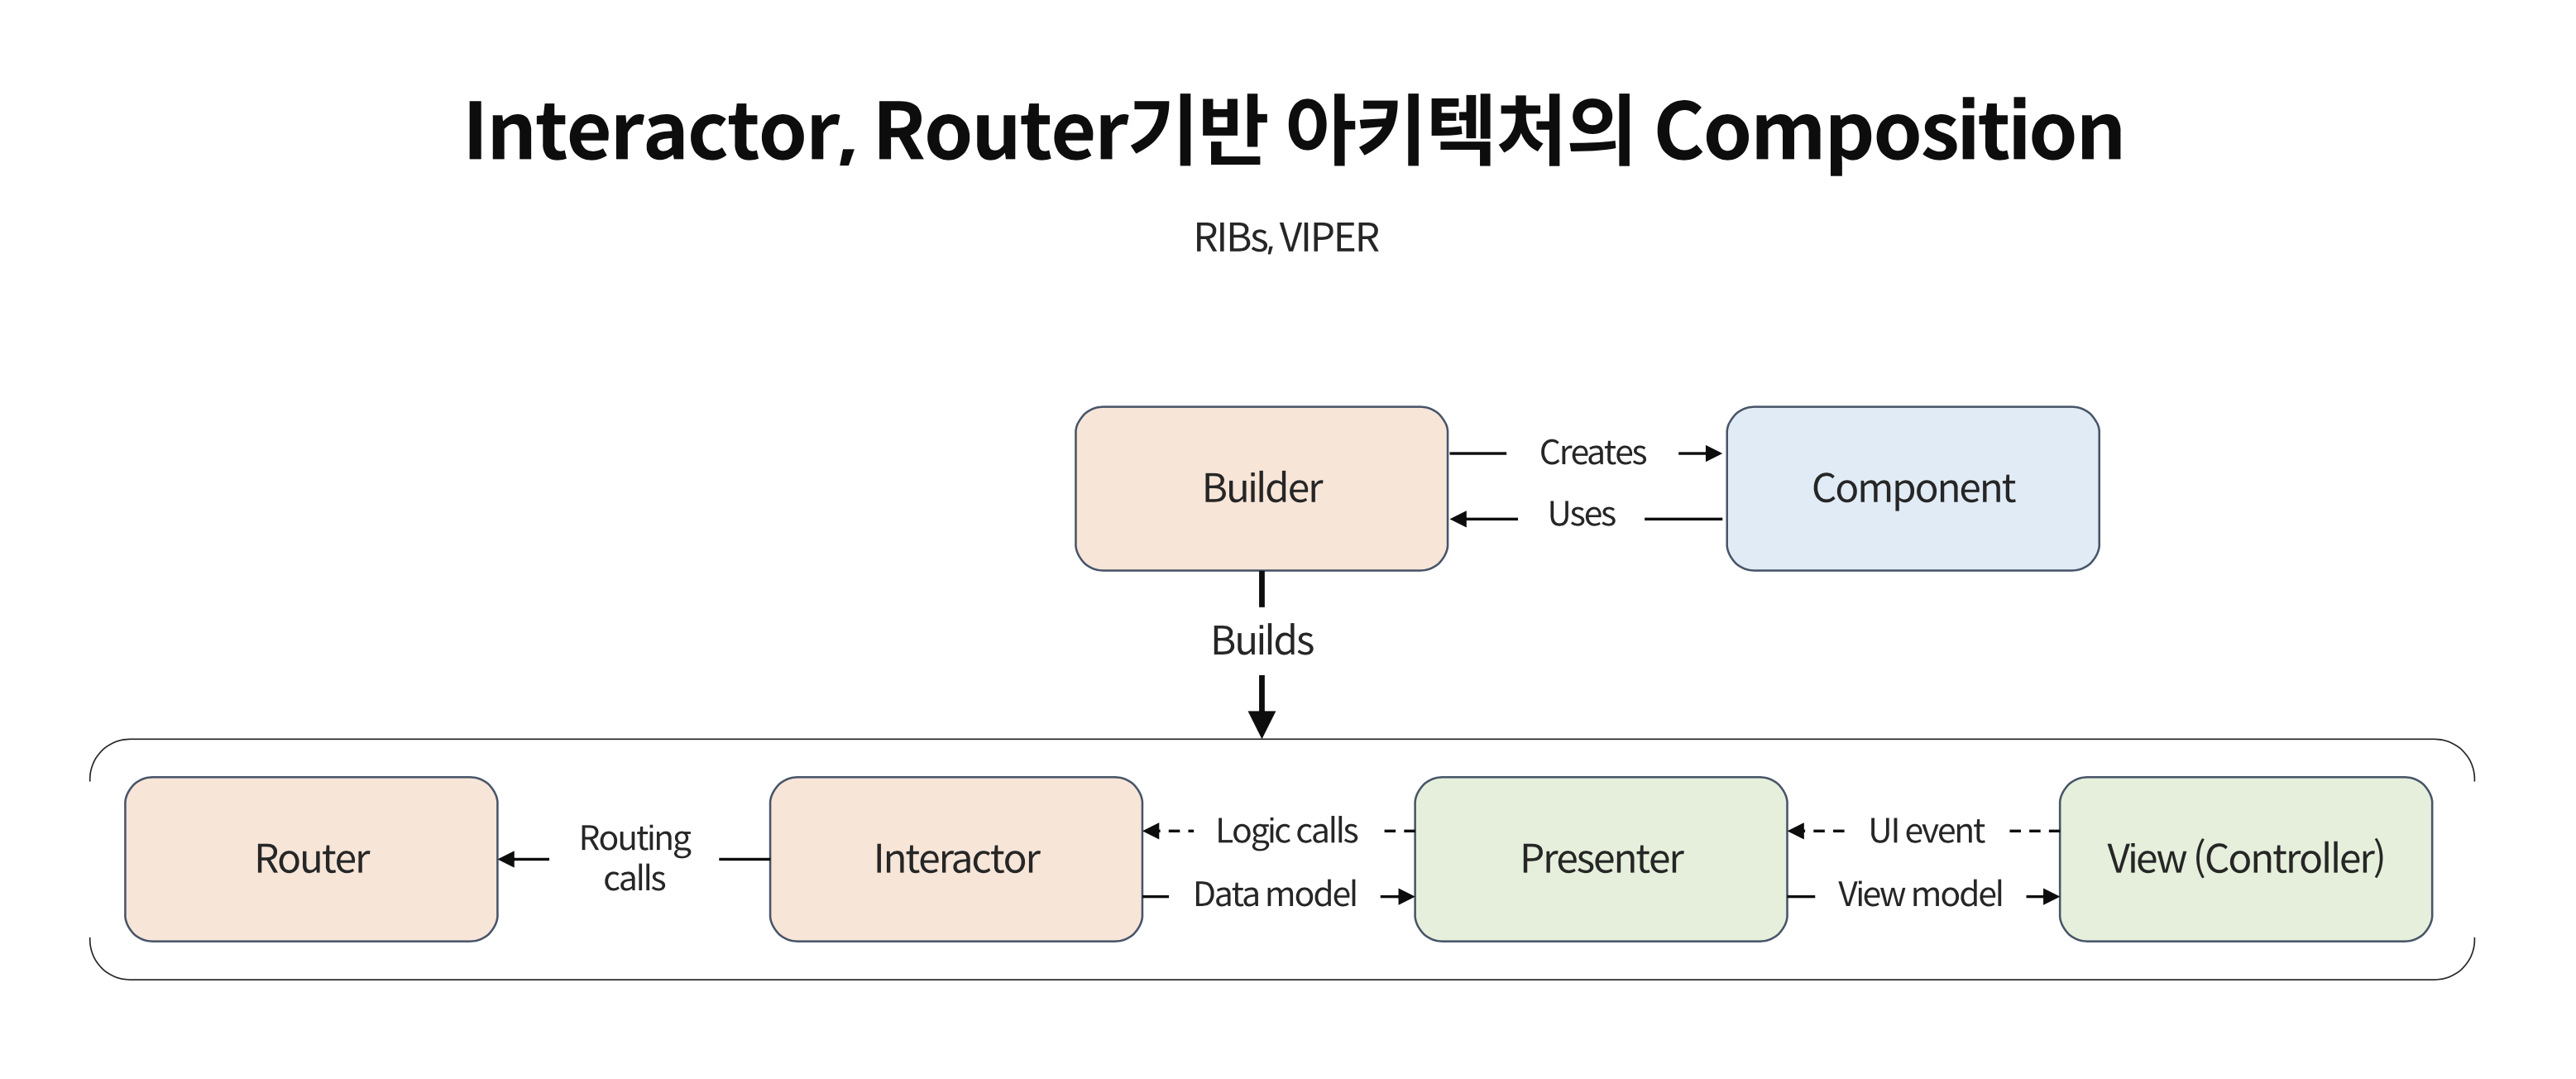 Interactor, Router기반 아키텍처의 Composition
RIBs, VIPER
Builder
Creates
Uses
Component
Builds
Router
Routing
calls
Interactor
Logic calls
Data model
Presenter
UI event
View model
View (Controller)